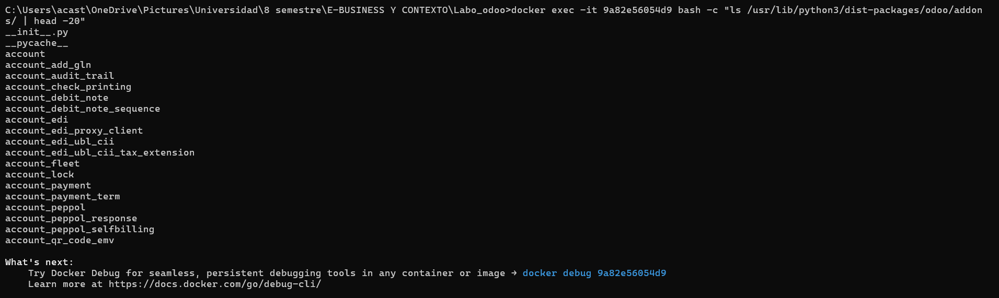 C:\Users\acast\OneDrive\Pictures\Universidad\8 semestre\E-BUSINESS Y CONTEXTO\Labo_odoo>docker exec -it 9a82e56054d9 bash -c "ls /usr/lib/python3/dist-packages/odoo/addon
s/ | head -20"
__init__.py
__pycache__
account
account_add_gln
account_audit_trail
account_check_printing
account_debit_note
account_debit_note_sequence
account_edi
account_edi_proxy_client
account_edi_ubl_cii
account_edi_ubl_cii_tax_extension
account_fleet
account_lock
account_payment
account_payment_term
account_peppol
account_peppol_response
account_peppol_selfbilling
account_qr_code_emv
What's next:
Try Docker Debug for seamless, persistent debugging tools in any container or image → docker debug 9a82e56054d9
Learn more at https://docs.docker.com/go/debug-cli/